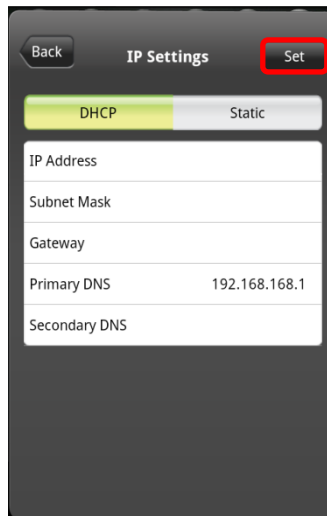 Back IP Settings Set
DHCP Static
IP Address
Subnet Mask
Gateway
Primary DNS 192.168.168.1
Secondary DNS